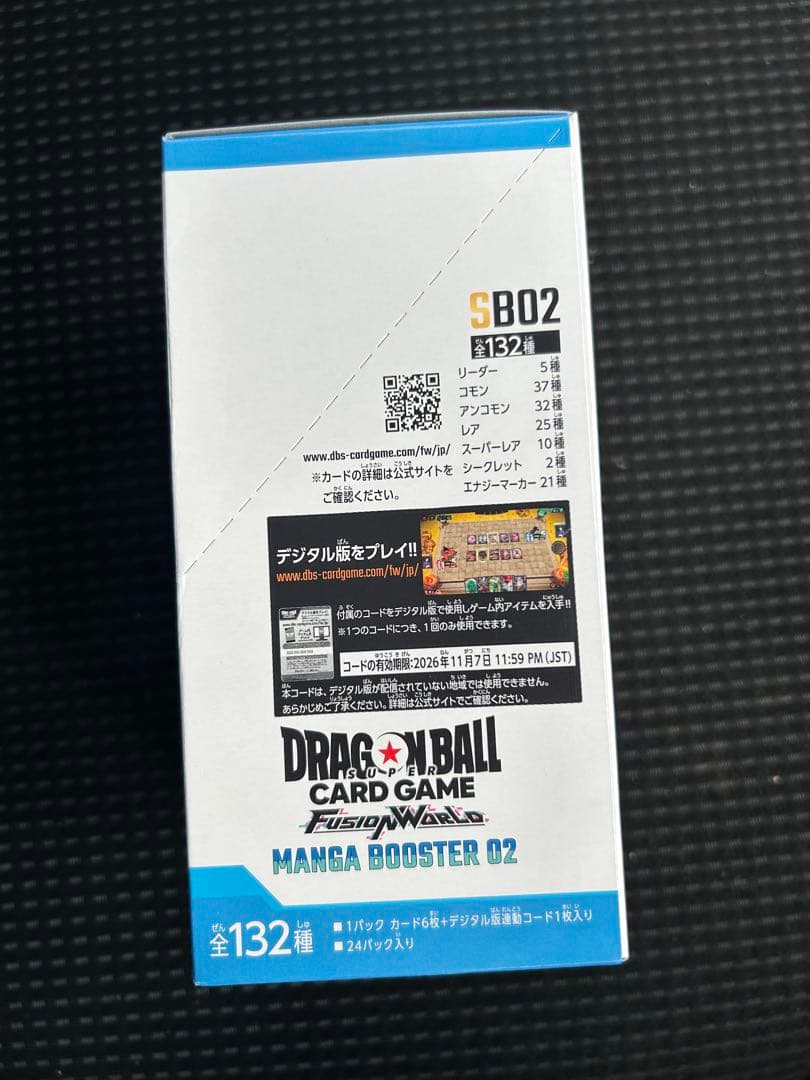 SB02
全132種
リーダー 5種
コモン 37種
アンコモン 32種
レア 25種
スーパーレア 10種
シークレット 2種
エナジーマーカー 21種
www.dbs-cardgame.com/fw/jp/
※カードの詳細は公式サイトを
ご確認ください。
デジタル版をプレイ!!
www.dbs-cardgame.com/fw/jp/
付属のコードをデジタル版で使用しゲーム内アイテムを入手!!
※1つのコードにつき、1回のみ使用できます。
コードの有効期限:2026年11月7日 11:59 PM(JST)
本コードは、デジタル版が配信されていない地域では使用できません。
あらかじめご了承ください。詳細は公式サイトでご確認ください。
DRAGON BALL
SUPER
CARD GAME
FUSION WORLD
MANGA BOOSTER 02
全132種
■1パック カード6枚+デジタル版連動コード1枚入り
■24パック入り